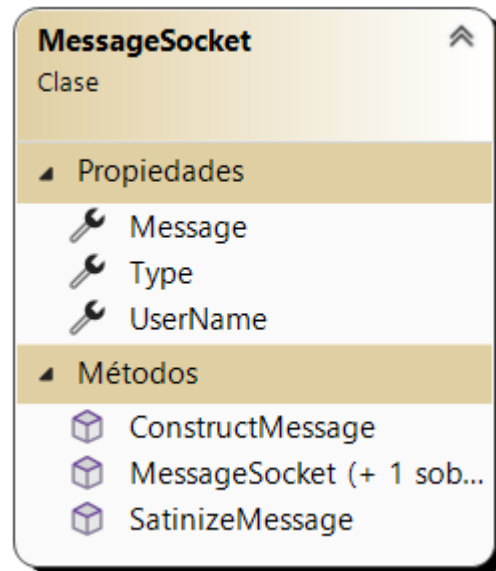 MessageSocket
Clase
Propiedades
Message
Type
UserName
Métodos
ConstructMessage
MessageSocket (+ 1 sob...
SatinizeMessage